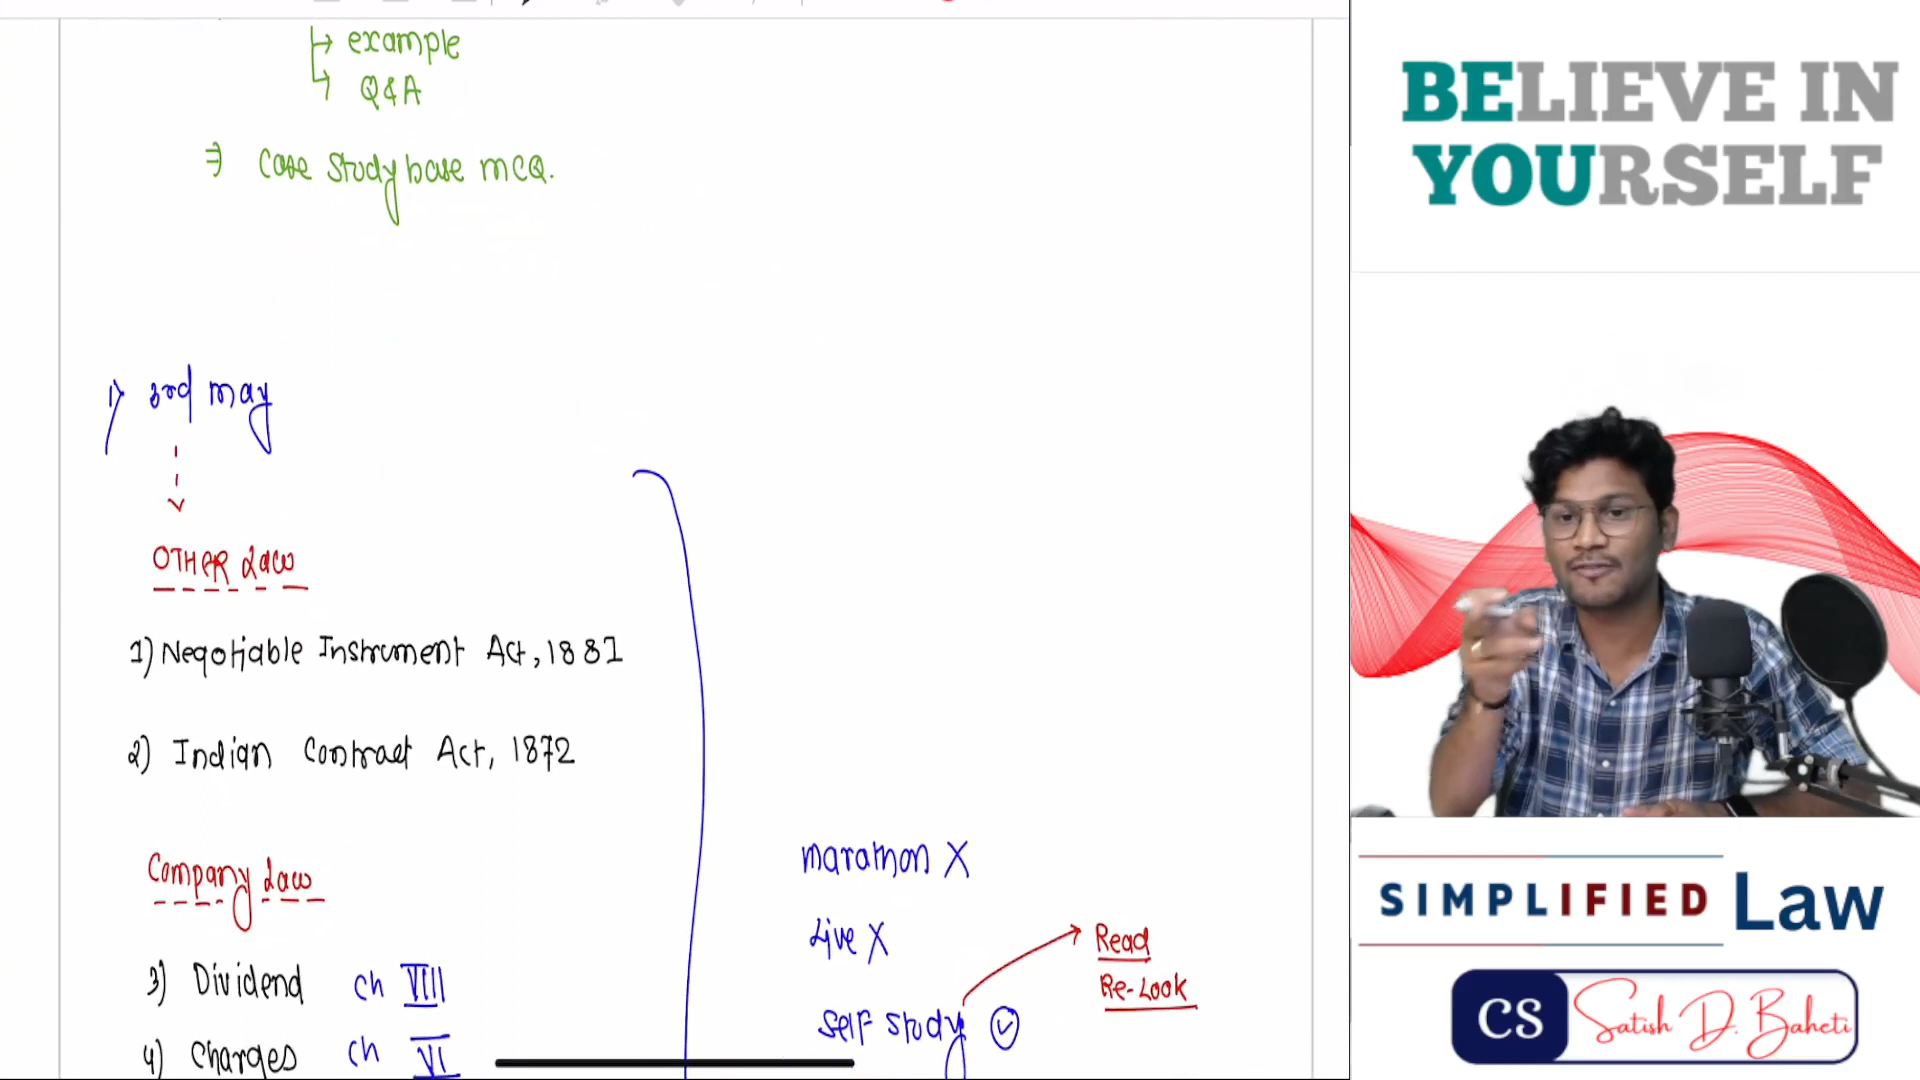 example
Q&A
⇒ Case study base MCQ.
1) 3rd may
OTHER Law
1) Negotiable Instrument Act, 1881
2) Indian Contract Act, 1872
Company Law
3) Dividend ch VIII
4) Charges ch VI
marathon X
Live X
Self study
Read
Re-Look
BELIEVE IN
YOURSELF
SIMPLIFIED Law
CS Satish D. Baheti